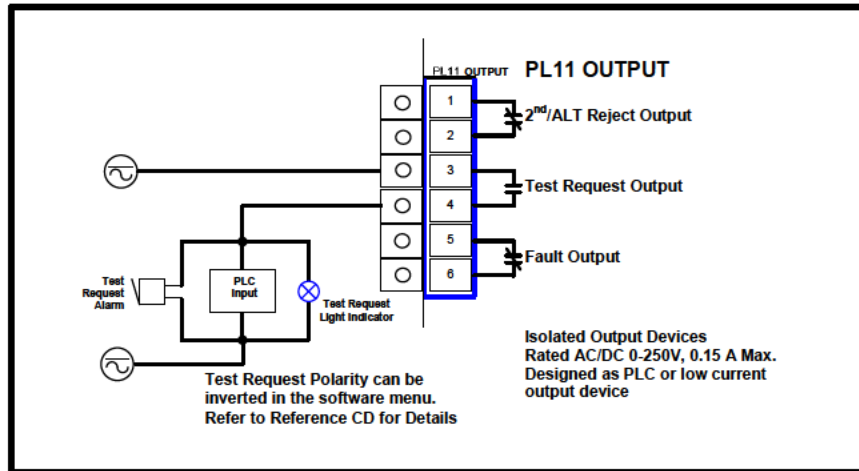 PL11 OUTPUT
PL11 OUTPUT
1
2nd/ALT Reject Output
2
3
Test Request Output
4
5
Fault Output
6
Test
Request
Alarm
PLC
Input
Test Request
Light Indicator
Isolated Output Devices
Rated AC/DC 0-250V, 0.15 A Max.
Designed as PLC or low current
output device
Test Request Polarity can be
inverted in the software menu.
Refer to Reference CD for Details